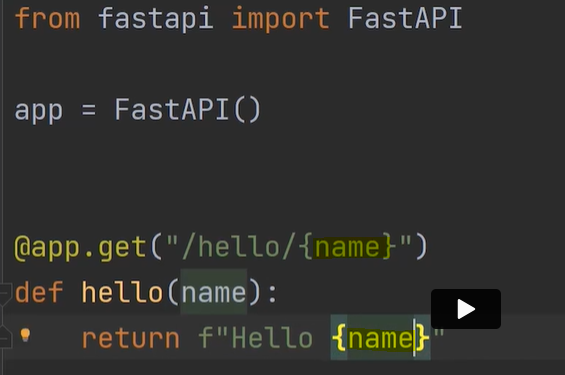 from fastapi import FastAPI
app = FastAPI()
@app.get("/hello/{name}")
def hello(name):
    return f"Hello {name}"